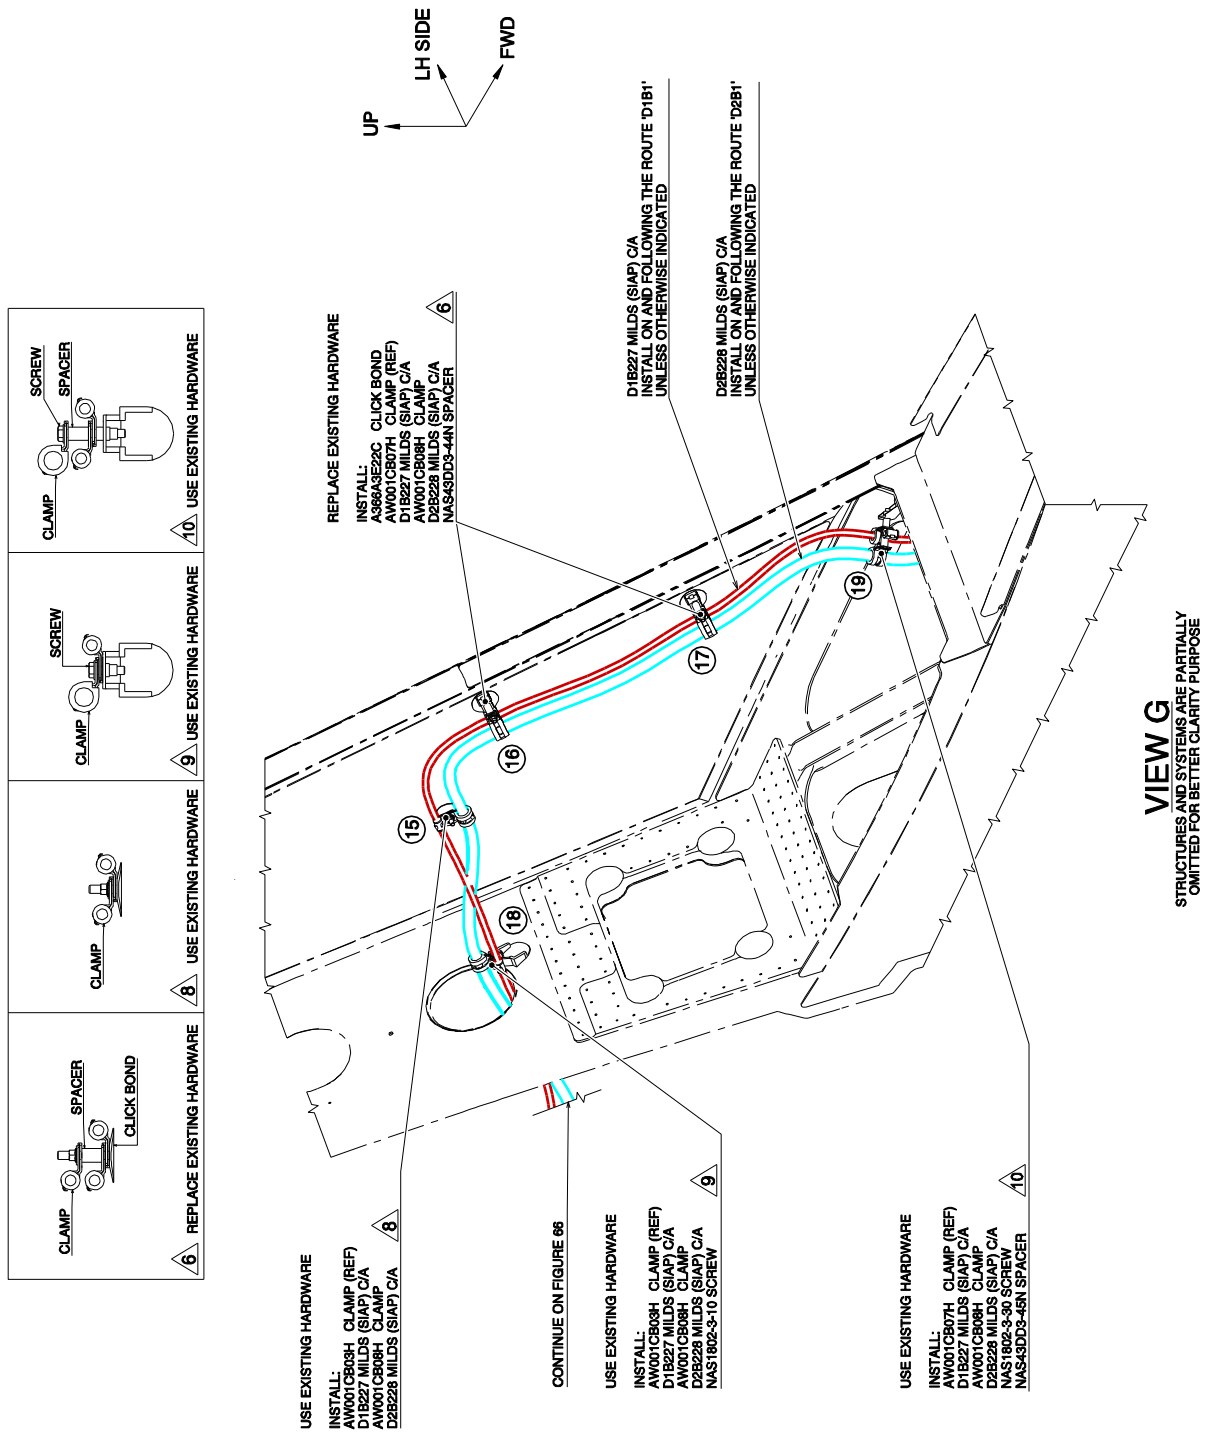 6
REPLACE EXISTING HARDWARE
CLAMP
SPACER
CLICK BOND
8
USE EXISTING HARDWARE
CLAMP
9
USE EXISTING HARDWARE
CLAMP
SCREW
10
USE EXISTING HARDWARE
CLAMP
SCREW
SPACER
UP
LH SIDE
FWD
USE EXISTING HARDWARE
INSTALL:
AW001CB03H CLAMP (REF)
D1B227 MILDS (SIAP) C/A
AW001CB08H CLAMP
D2B228 MILDS (SIAP) C/A
8
REPLACE EXISTING HARDWARE
INSTALL:
A366A3E22C CLICK BOND
AW001CB07H CLAMP (REF)
D1B227 MILDS (SIAP) C/A
AW001CB08H CLAMP
D2B228 MILDS (SIAP) C/A
NAS43DD3-44N SPACER
6
D1B227 MILDS (SIAP) C/A
INSTALL ON AND FOLLOWING THE ROUTE 'D1B1'
UNLESS OTHERWISE INDICATED
D2B228 MILDS (SIAP) C/A
INSTALL ON AND FOLLOWING THE ROUTE 'D2B1'
UNLESS OTHERWISE INDICATED
15
16
17
18
19
CONTINUE ON FIGURE 66
USE EXISTING HARDWARE
INSTALL:
AW001CB03H CLAMP (REF)
D1B227 MILDS (SIAP) C/A
AW001CB08H CLAMP
D2B228 MILDS (SIAP) C/A
NAS1802-3-10 SCREW
9
USE EXISTING HARDWARE
INSTALL:
AW001CB07H CLAMP (REF)
D1B227 MILDS (SIAP) C/A
AW001CB08H CLAMP
D2B228 MILDS (SIAP) C/A
NAS1802-3-30 SCREW
NAS43DD3-45N SPACER
10
VIEW G
STRUCTURES AND SYSTEMS ARE PARTIALLY
OMITTED FOR BETTER CLARITY PURPOSE